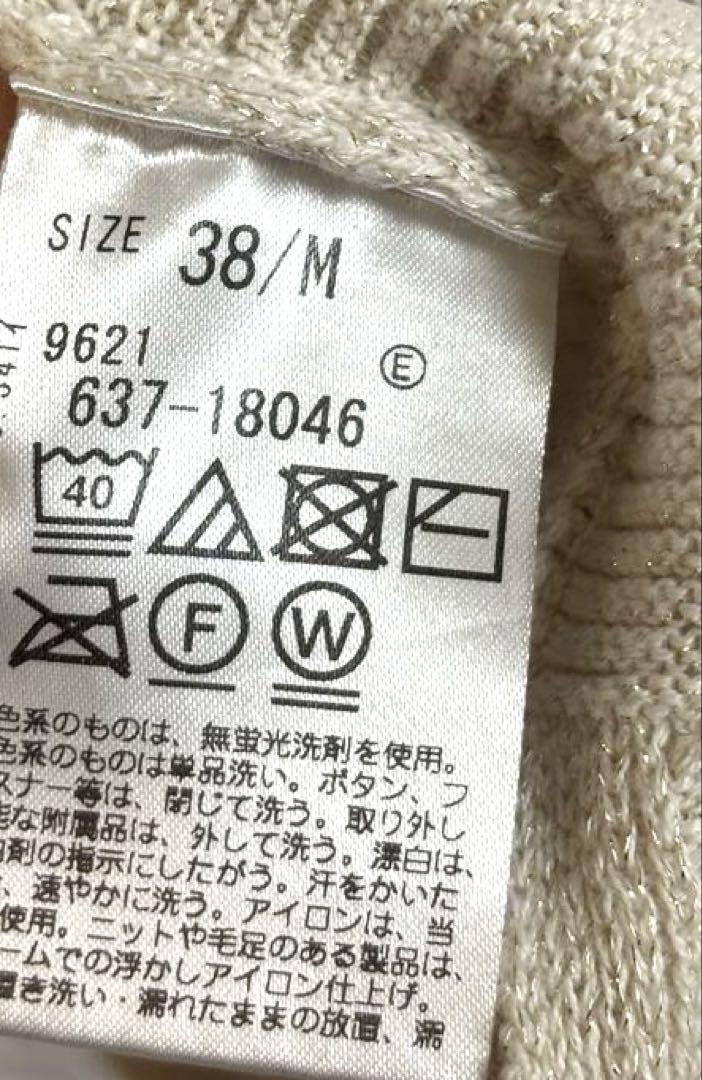 SIZE 38/M
9621
Ⓔ
637-18046
40
F
W
色系のものは、無蛍光洗剤を使用。
色系のものは単品洗い。ボタン、フ
スナー等は、閉じて洗う。取り外し
能な附属品は、外して洗う。漂白は、
剤の指示にしたがう。汗をかいた
、速やかに洗う。アイロンは、当
使用。ニットや毛足のある製品は、
ームでの浮かしアイロン仕上げ。
置き洗い・濡れたままの放置、濡